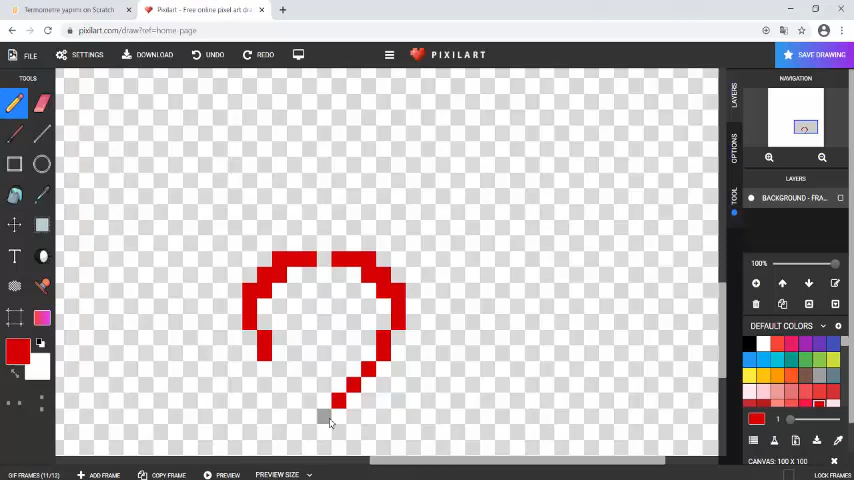 Termometre yapımı on Scratch
Pixilart - Free online pixel art dra
pixilart.com/draw?ref=home-page
FILE
SETTINGS
DOWNLOAD
UNDO
REDO
PIXILART
SAVE DRAWING
TOOLS
NAVIGATION
LAYERS
OPTIONS
TOOL
LAYERS
BACKGROUND - FRA...
100%
DEFAULT COLORS
1
CANVAS: 100 X 100
GIF FRAMES (11/12)
ADD FRAME
COPY FRAME
PREVIEW
PREVIEW SIZE
LOCK FRAMES